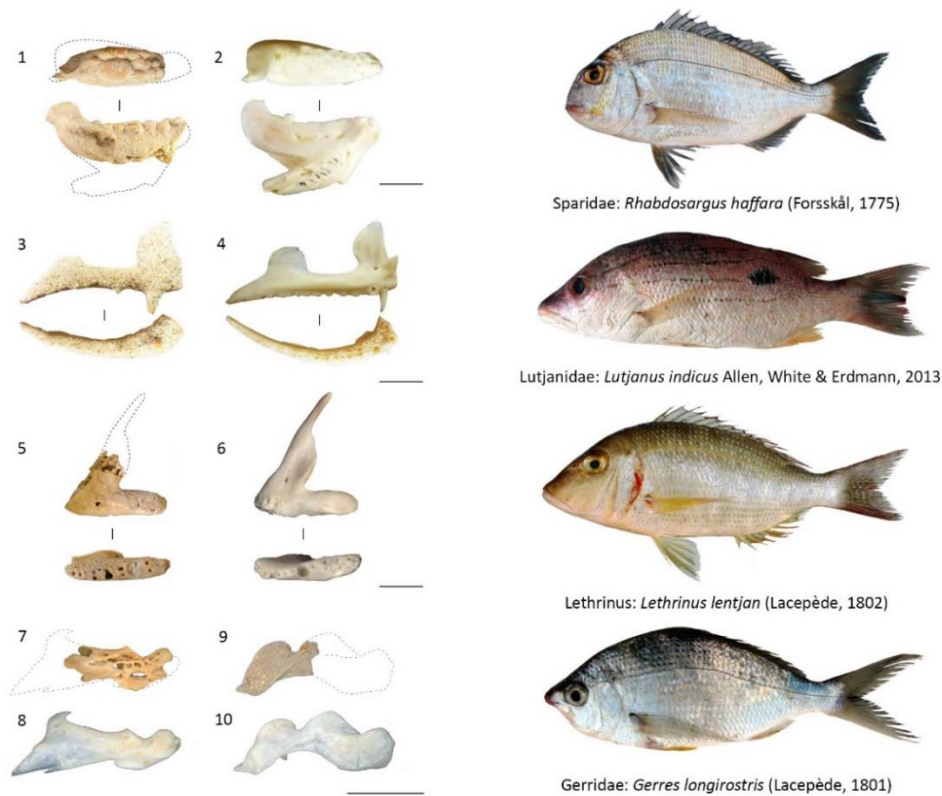 1
2
3
4
5
6
7
9
8
10
Sparidae: Rhabdosargus haffara (Forsskål, 1775)
Lutjanidae: Lutjanus indicus Allen, White & Erdmann, 2013
Lethrinus: Lethrinus lentjan (Lacepède, 1802)
Gerridae: Gerres longirostris (Lacepède, 1801)